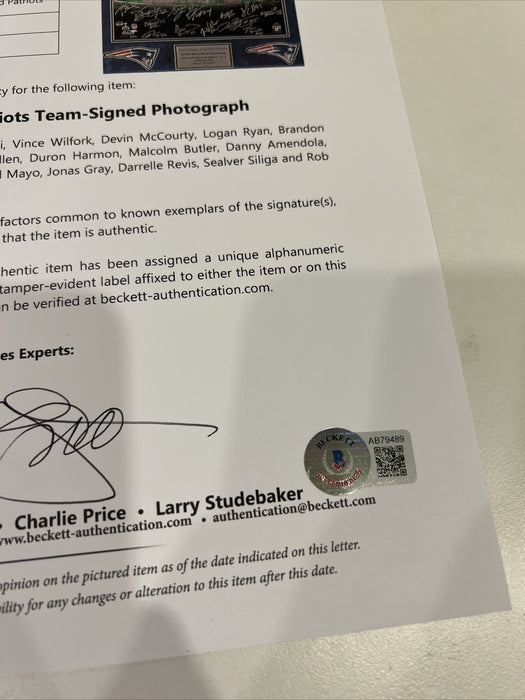 Patriots
ty for the following item:
iots Team-Signed Photograph
i, Vince Wilfork, Devin McCourty, Logan Ryan, Brandon
llen, Duron Harmon, Malcolm Butler, Danny Amendola,
l Mayo, Jonas Gray, Darrelle Revis, Sealver Siliga and Rob
factors common to known exemplars of the signature(s),
that the item is authentic.
hentic item has been assigned a unique alphanumeric
tamper-evident label affixed to either the item or on this
n be verified at beckett-authentication.com.
es Experts:
BECKETT
AB79489
• Charlie Price • Larry Studebaker
www.beckett-authentication.com • authentication@beckett.com
opinion on the pictured item as of the date indicated on this letter.
ility for any changes or alteration to this item after this date.